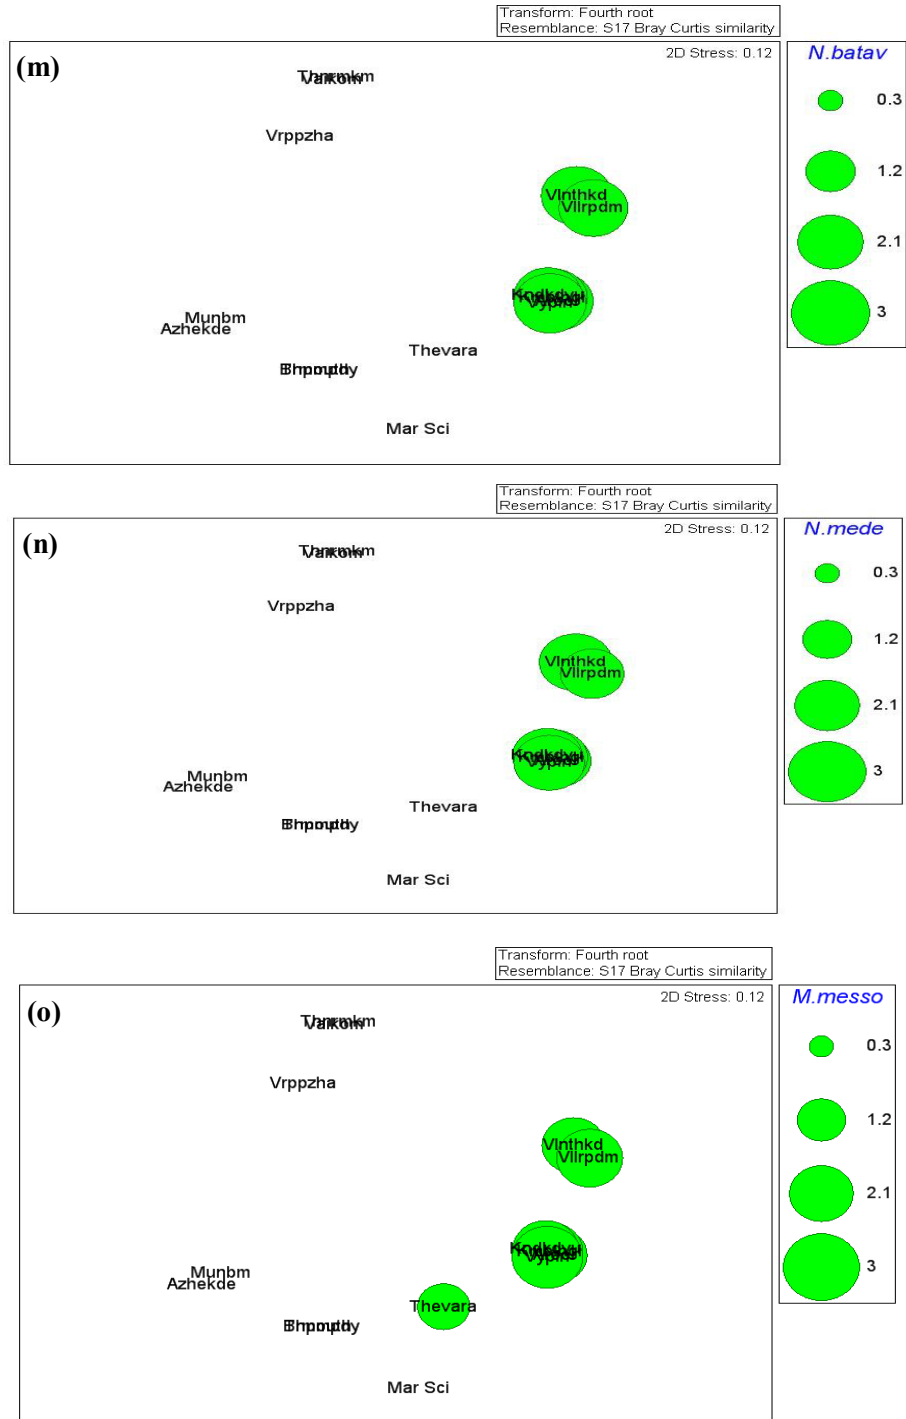 Transform: Fourth root
Resemblance: S17 Bray Curtis similarity
(m)
2D Stress: 0.12
N.batav
Vrppzha
Vlnthkd
Vllrpdm
Munbm
Azhekde
Thevara
Mar Sci
0.3
1.2
2.1
3
Transform: Fourth root
Resemblance: S17 Bray Curtis similarity
(n)
2D Stress: 0.12
N.mede
Vrppzha
Vlnthkd
Vllrpdm
Munbm
Azhekde
Thevara
Mar Sci
0.3
1.2
2.1
3
Transform: Fourth root
Resemblance: S17 Bray Curtis similarity
(o)
2D Stress: 0.12
M.messo
Vrppzha
Vlnthkd
Vllrpdm
Munbm
Azhekde
Thevara
Mar Sci
0.3
1.2
2.1
3